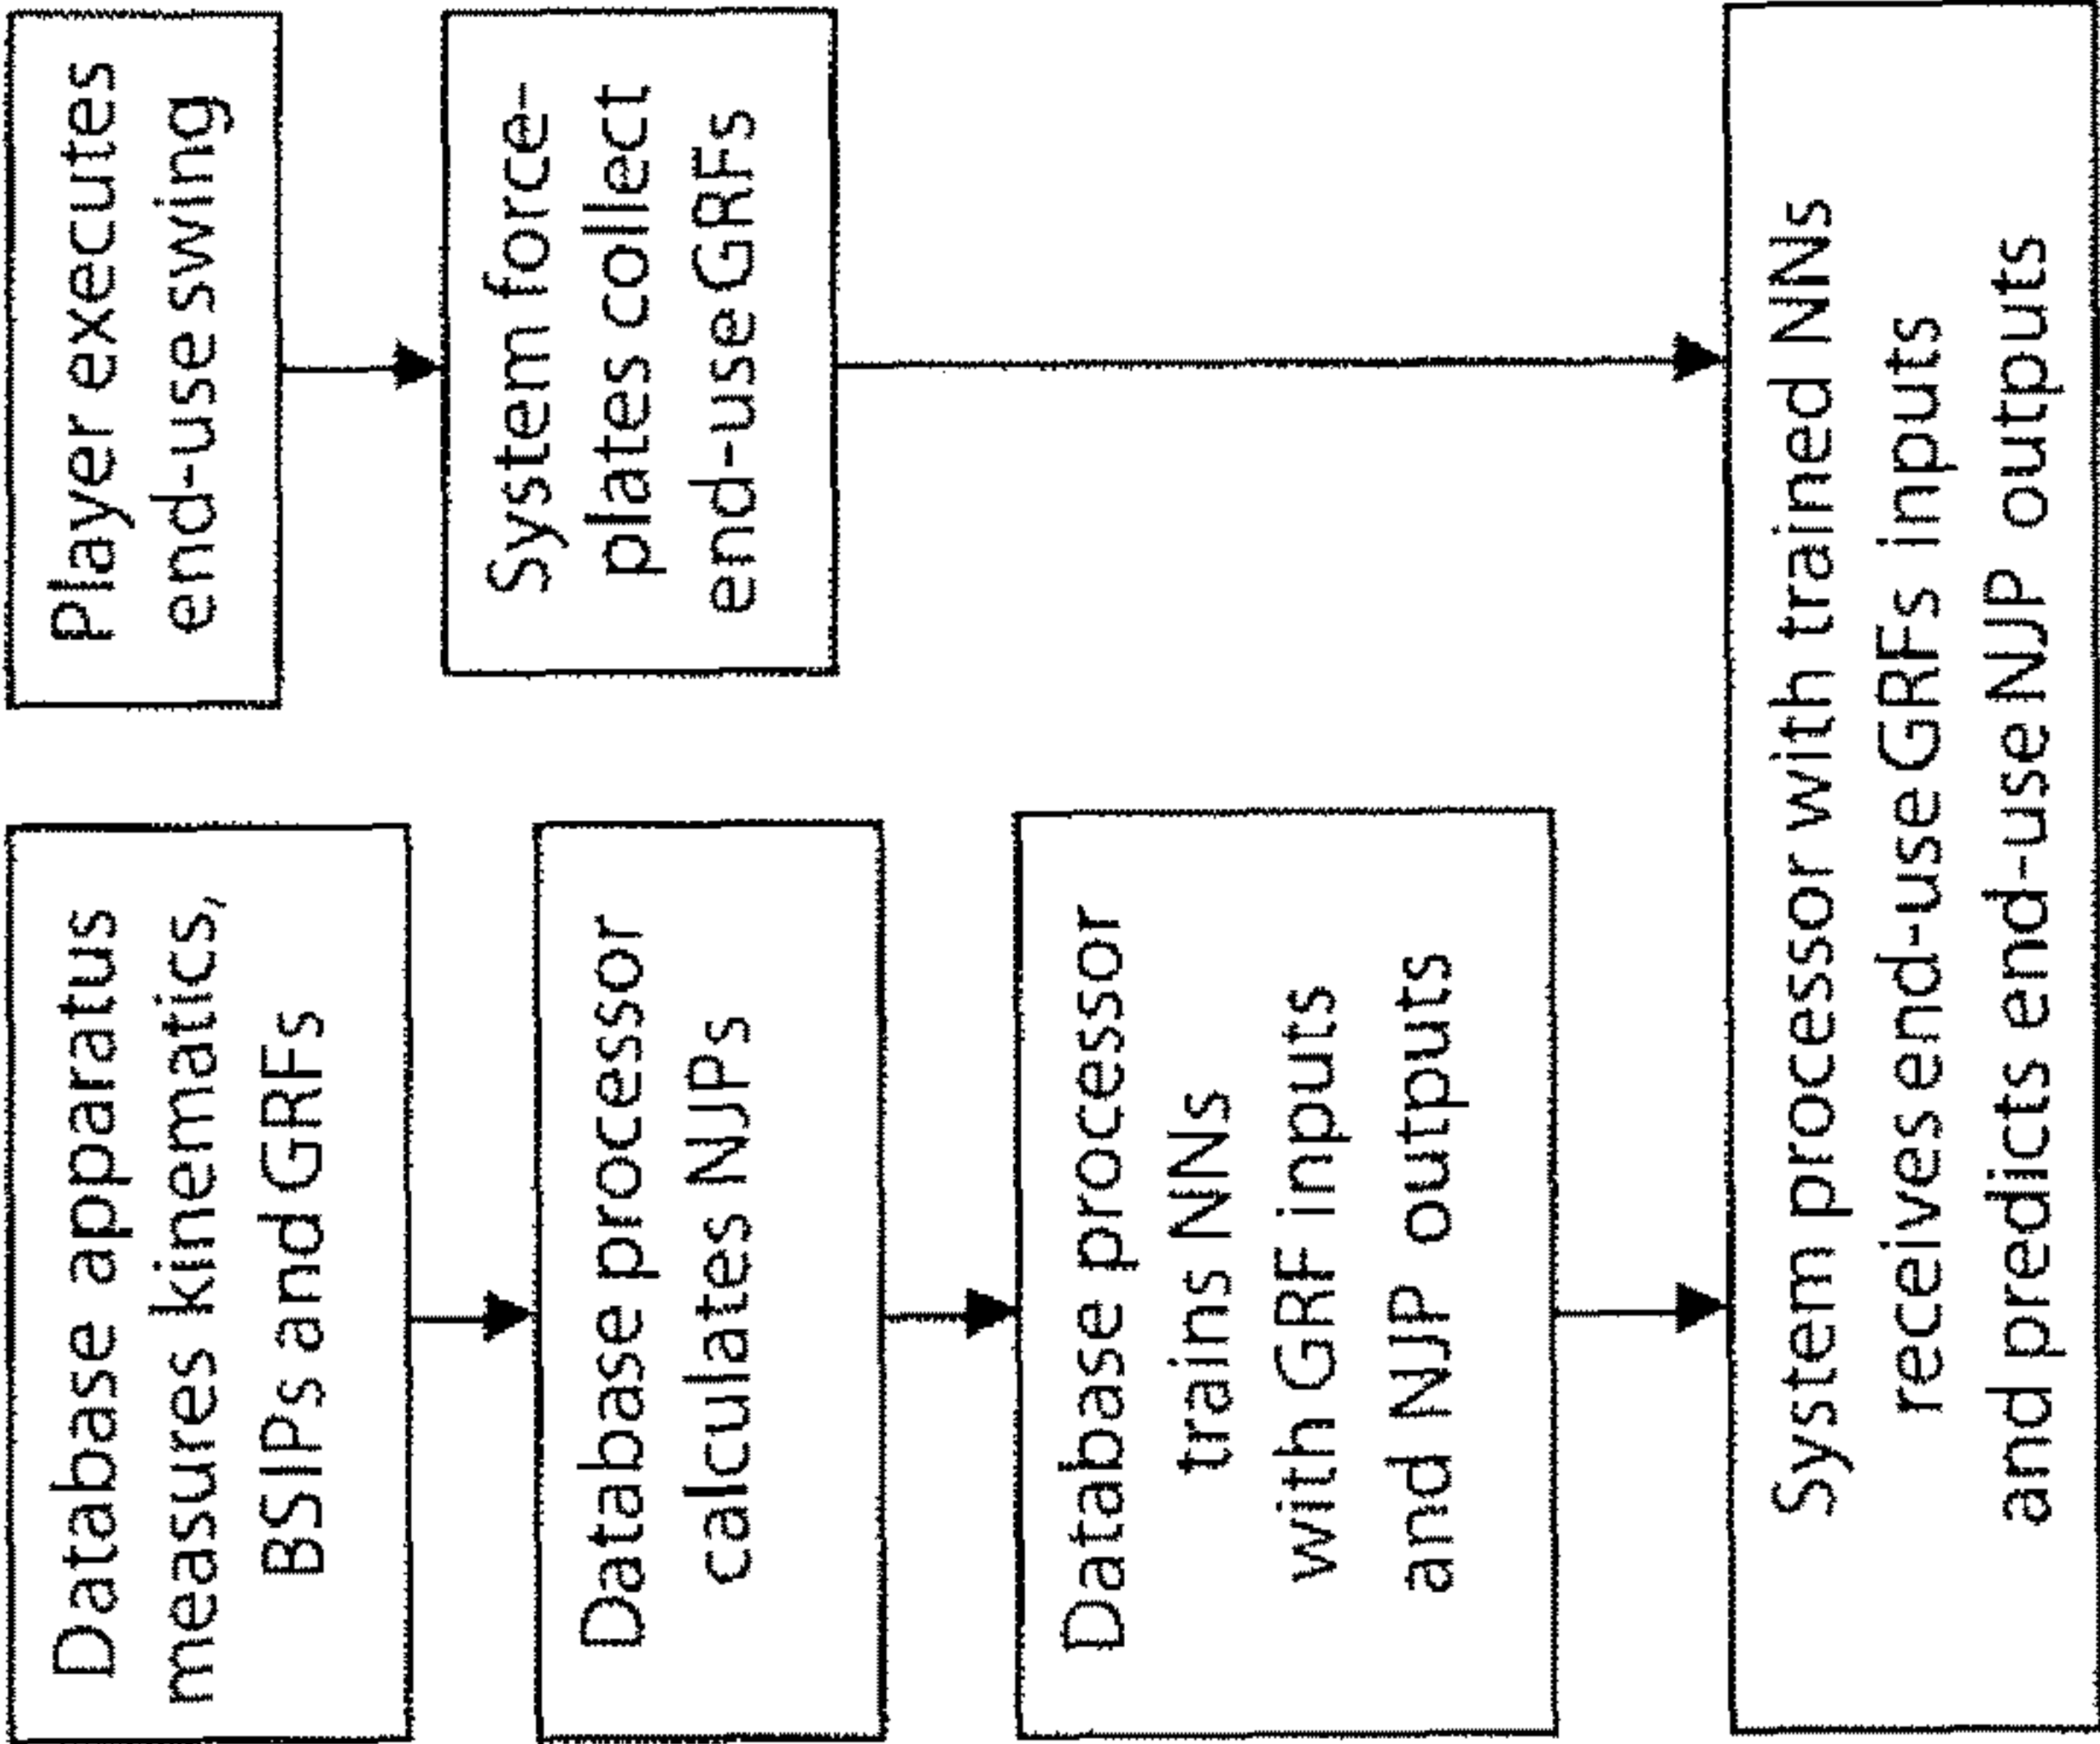 Database apparatus
measures kinematics,
BSIPs and GRFs
Database processor
calculates NJPs
Database processor
trains NNs
with GRF inputs
and NJP outputs
Player executes
end-use swing
System force-
plates collect
end-use GRFs
System processor with trained NNs
receives end-use GRFs inputs
and predicts end-use NJP outputs